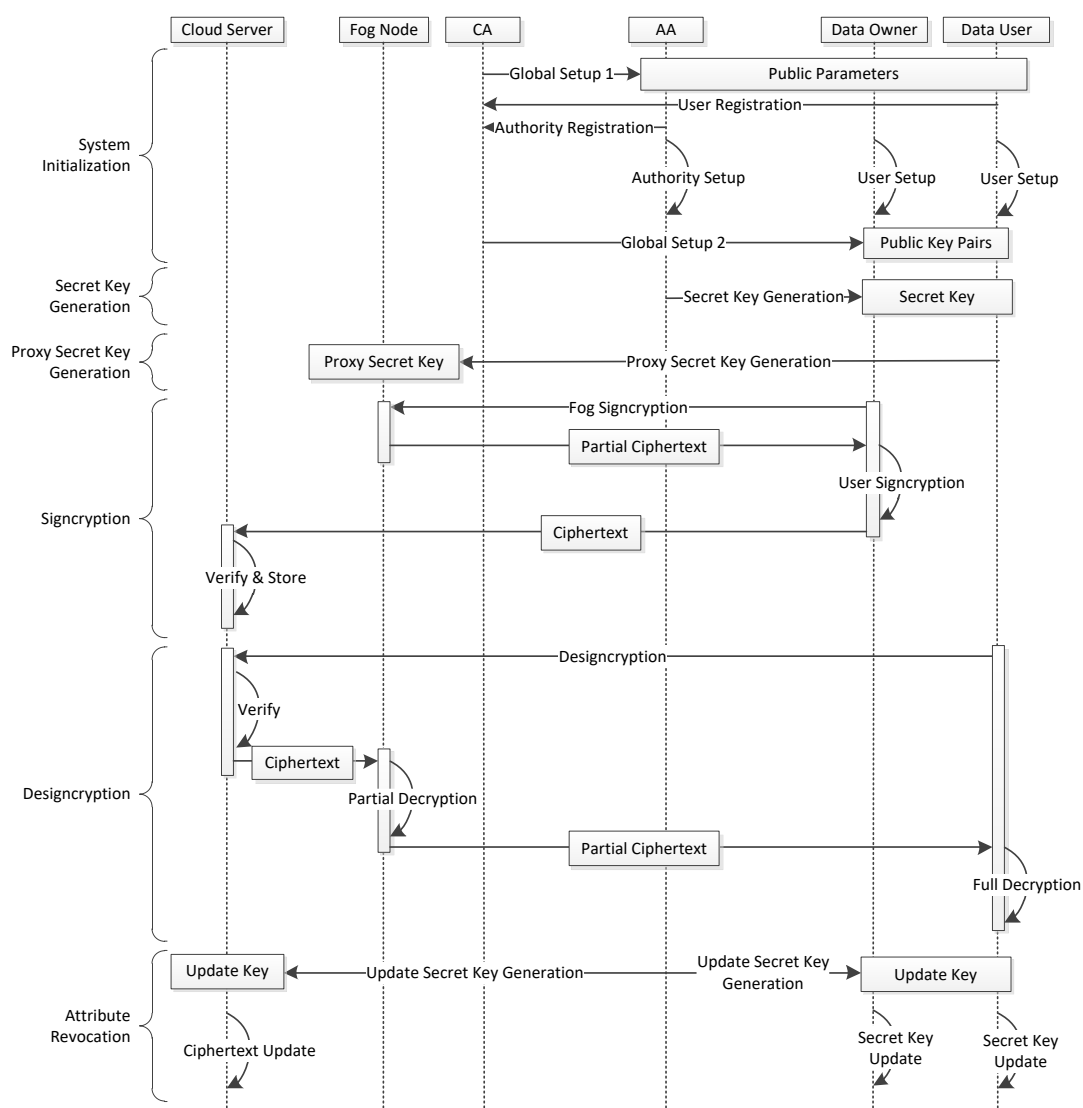 Cloud Server
Fog Node
CA
AA
Data Owner
Data User
Global Setup 1
Public Parameters
User Registration
Authority Registration
System
Initialization
Authority Setup
User Setup
User Setup
Global Setup 2
Public Key Pairs
Secret Key
Generation
Secret Key Generation
Secret Key
Proxy Secret Key
Generation
Proxy Secret Key
Proxy Secret Key Generation
Fog Signcryption
Partial Ciphertext
User Signcryption
Signcryption
Ciphertext
Verify & Store
Designcryption
Verify
Ciphertext
Designcryption
Partial Decryption
Partial Ciphertext
Full Decryption
Update Key
Update Secret Key Generation
Update Secret Key
Generation
Update Key
Attribute
Revocation
Ciphertext Update
Secret Key
Update
Secret Key
Update